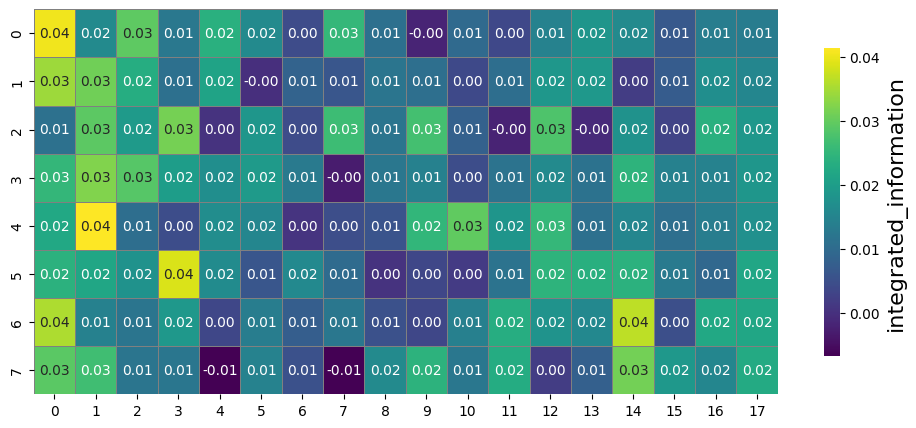 0 0.04 0.02 0.03 0.01 0.02 0.02 0.00 0.03 0.01 -0.00 0.01 0.00 0.01 0.02 0.02 0.01 0.01 0.01
1 0.03 0.03 0.02 0.01 0.02 -0.00 0.01 0.01 0.01 0.01 0.00 0.01 0.02 0.02 0.00 0.01 0.02 0.02
2 0.01 0.03 0.02 0.03 0.00 0.02 0.00 0.03 0.01 0.03 0.01 -0.00 0.03 -0.00 0.02 0.00 0.02 0.02
3 0.03 0.03 0.03 0.02 0.02 0.02 0.01 -0.00 0.01 0.01 0.00 0.01 0.02 0.01 0.02 0.01 0.01 0.02
4 0.02 0.04 0.01 0.00 0.02 0.02 0.00 0.00 0.01 0.02 0.03 0.02 0.03 0.01 0.02 0.01 0.01 0.02
5 0.02 0.02 0.02 0.04 0.02 0.01 0.02 0.01 0.00 0.00 0.00 0.01 0.02 0.02 0.02 0.01 0.01 0.02
6 0.04 0.01 0.01 0.02 0.00 0.01 0.01 0.01 0.01 0.00 0.01 0.02 0.02 0.02 0.04 0.00 0.02 0.02
7 0.03 0.03 0.01 0.01 -0.01 0.01 0.01 -0.01 0.02 0.02 0.01 0.02 0.00 0.01 0.03 0.02 0.02 0.02
0 1 2 3 4 5 6 7 8 9 10 11 12 13 14 15 16 17
0.04
0.03
0.02
0.01
0.00
integrated_information